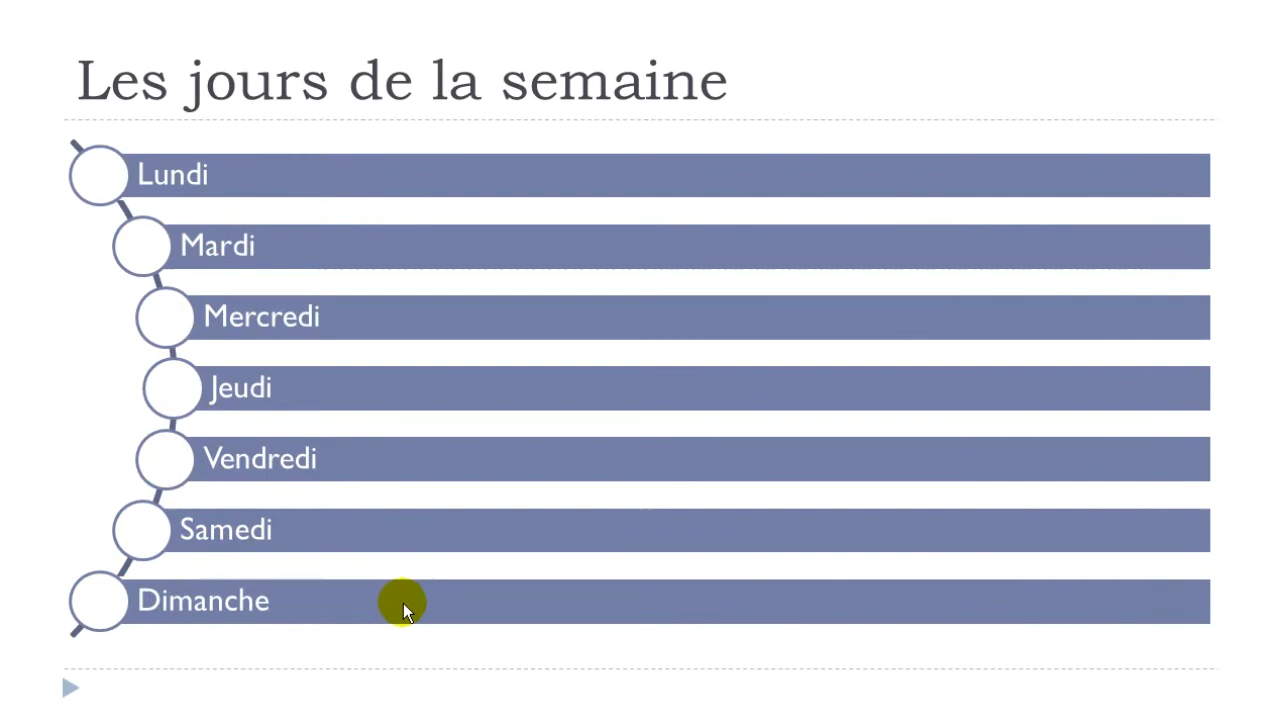 Les jours de la semaine
Lundi
Mardi
Mercredi
Jeudi
Vendredi
Samedi
Dimanche